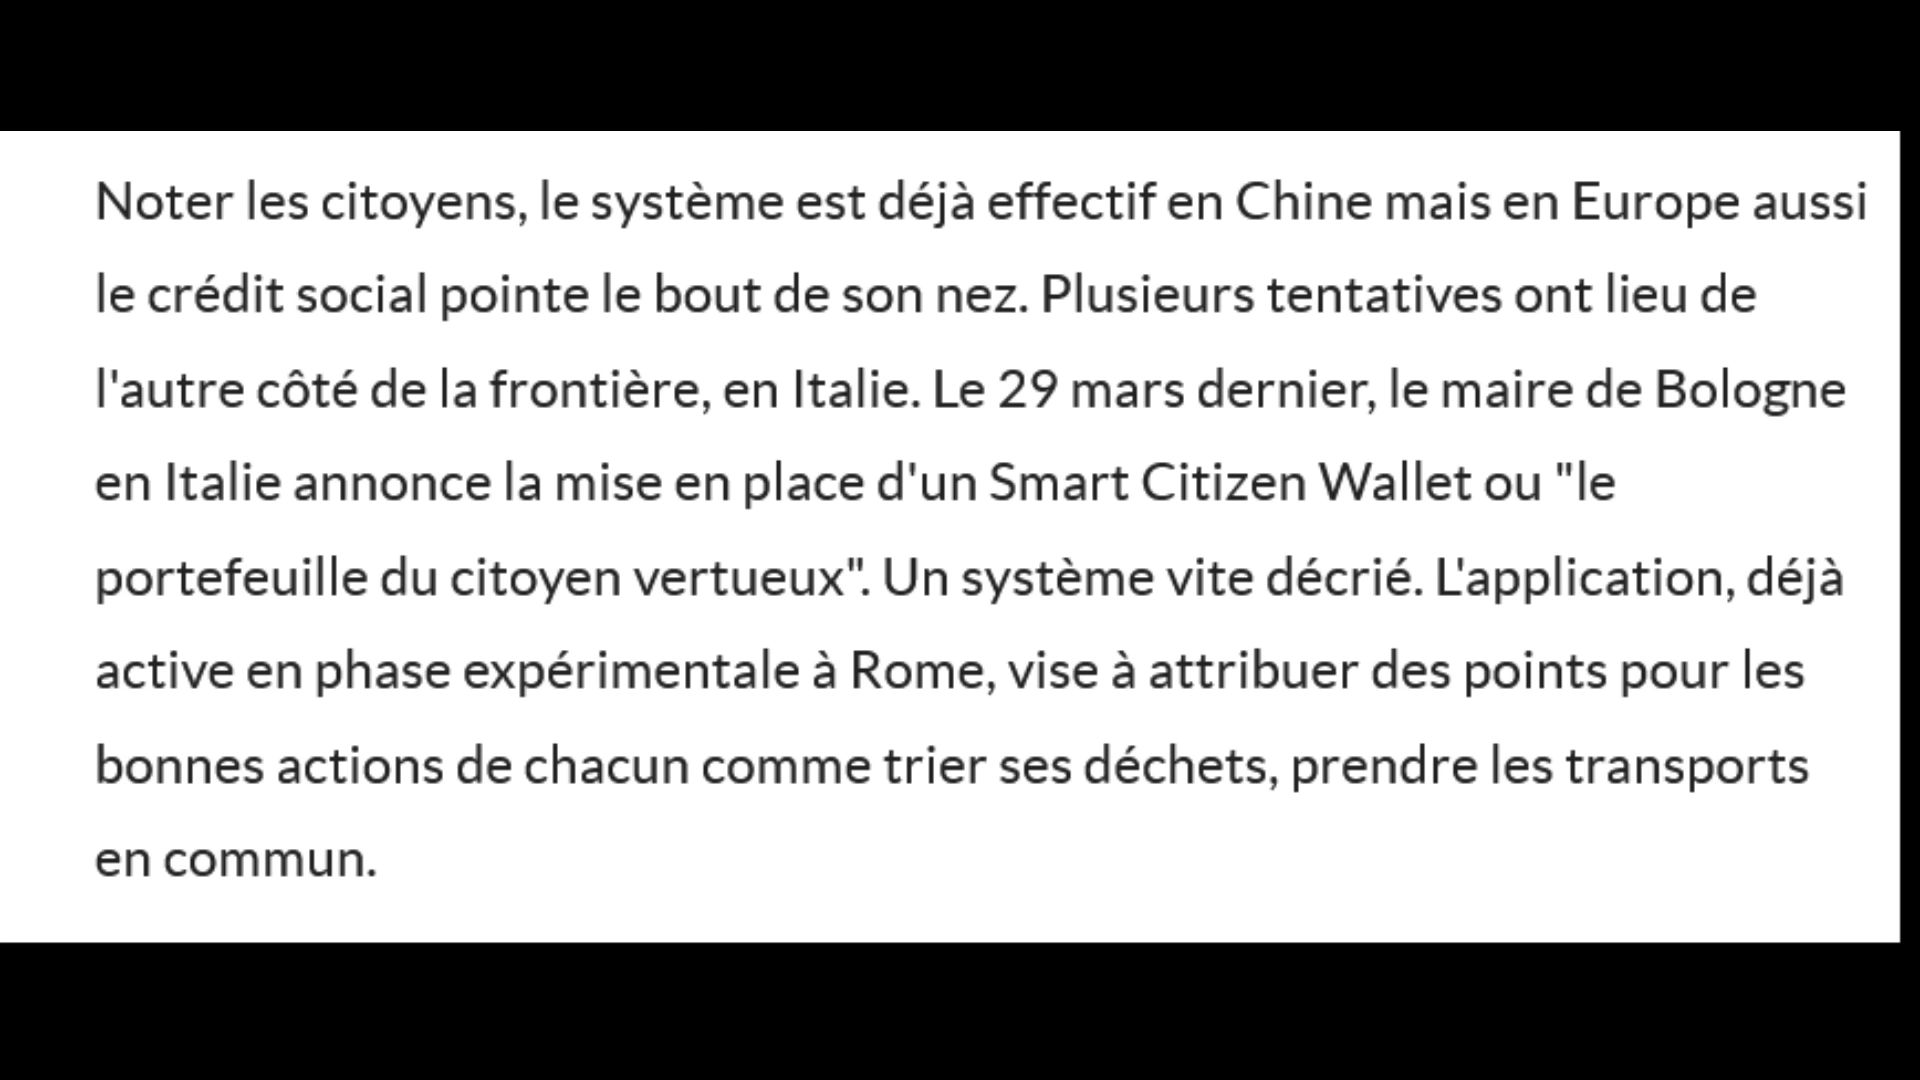 Noter les citoyens, le système est déjà effectif en Chine mais en Europe aussi
le crédit social pointe le bout de son nez. Plusieurs tentatives ont lieu de
l'autre côté de la frontière, en Italie. Le 29 mars dernier, le maire de Bologne
en Italie annonce la mise en place d'un Smart Citizen Wallet ou "le
portefeuille du citoyen vertueux". Un système vite décrié. L'application, déjà
active en phase expérimentale à Rome, vise à attribuer des points pour les
bonnes actions de chacun comme trier ses déchets, prendre les transports
en commun.